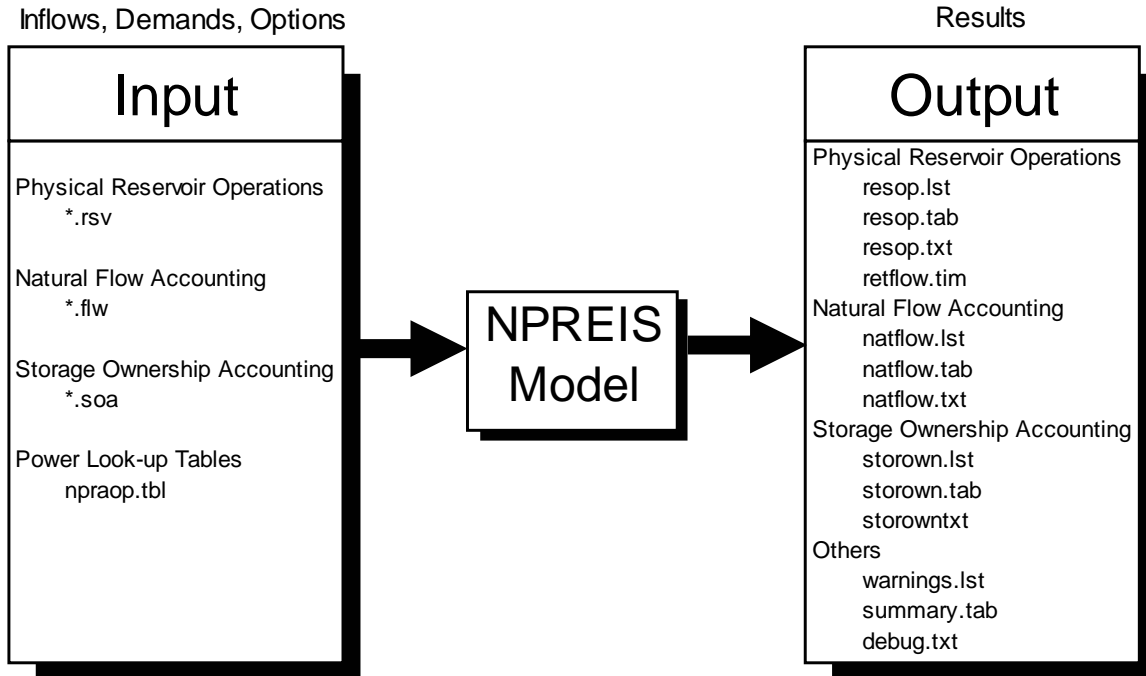 Inflows, Demands, Options
Input
Physical Reservoir Operations
*.rsv
Natural Flow Accounting
*.flw
Storage Ownership Accounting
*.soa
Power Look-up Tables
npraop.tbl
NPREIS
Model
Results
Output
Physical Reservoir Operations
resop.lst
resop.tab
resop.txt
retflow.tim
Natural Flow Accounting
natflow.lst
natflow.tab
natflow.txt
Storage Ownership Accounting
storown.lst
storown.tab
storowntxt
Others
warnings.lst
summary.tab
debug.txt